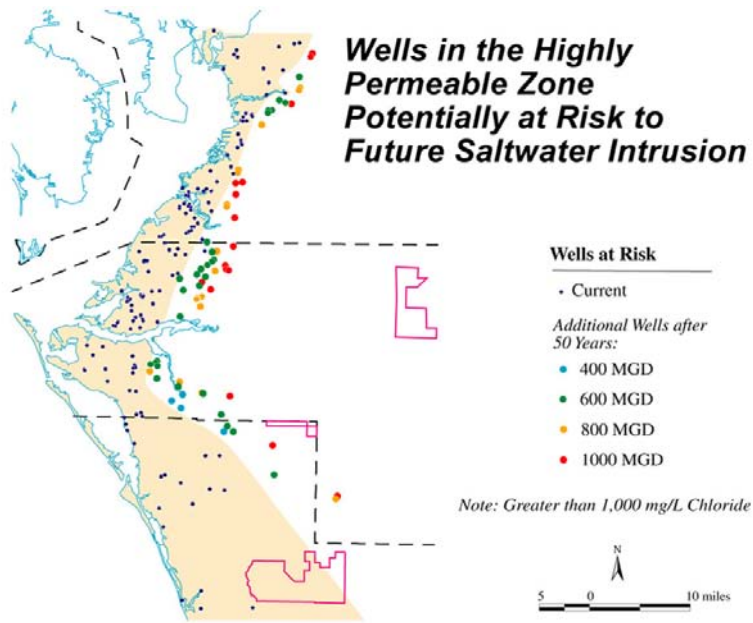 Wells in the Highly
Permeable Zone
Potentially at Risk to
Future Saltwater Intrusion
Wells at Risk
Current
Additional Wells after
50 Years:
400 MGD
600 MGD
800 MGD
1000 MGD
Note: Greater than 1,000 mg/L Chloride
N
5 0 10 miles